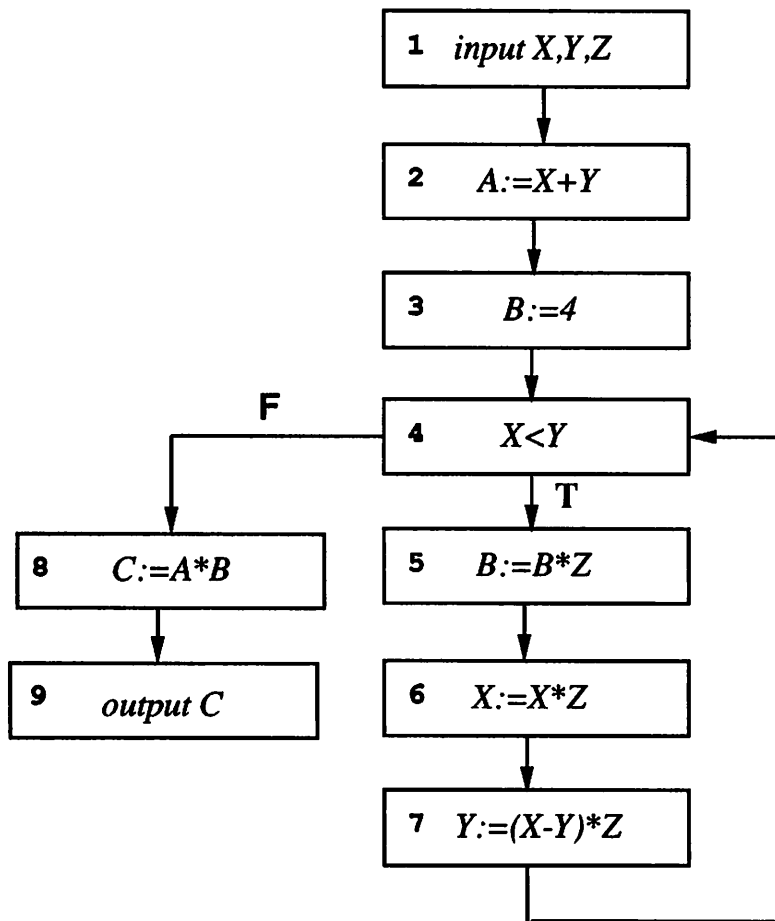 1 input X,Y,Z
2 A:=X+Y
3 B:=4
F
4 X<Y
T
8 C:=A*B
5 B:=B*Z
9 output C
6 X:=X*Z
7 Y:=(X-Y)*Z